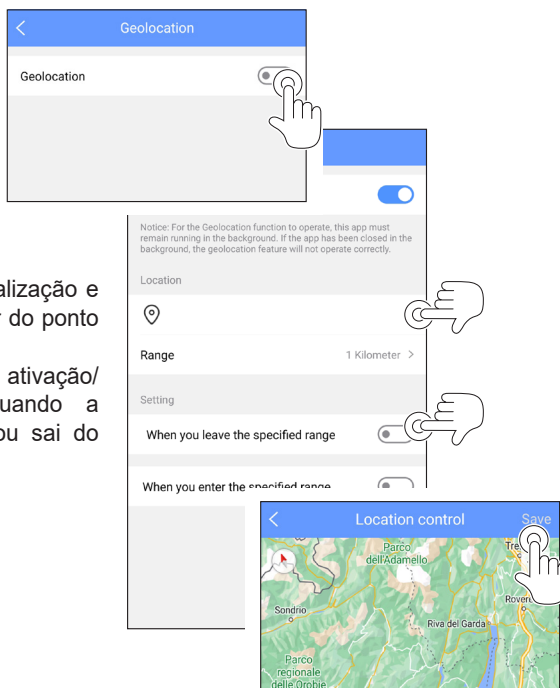 Geolocation
Geolocation
Notice: For the Geolocation function to operate, this app must
remain running in the background. If the app has been closed in the
background, the geolocation feature will not operate correctly.
Location
Range 1 Kilometer >
Setting
When you leave the specified range
When you enter the specified range
do ponto
ativação/
a
ou sai do
Location control Save
Parco
dell'Adamello
Sondrio
Riva del Garda
Parco
regionale
delle Orobie